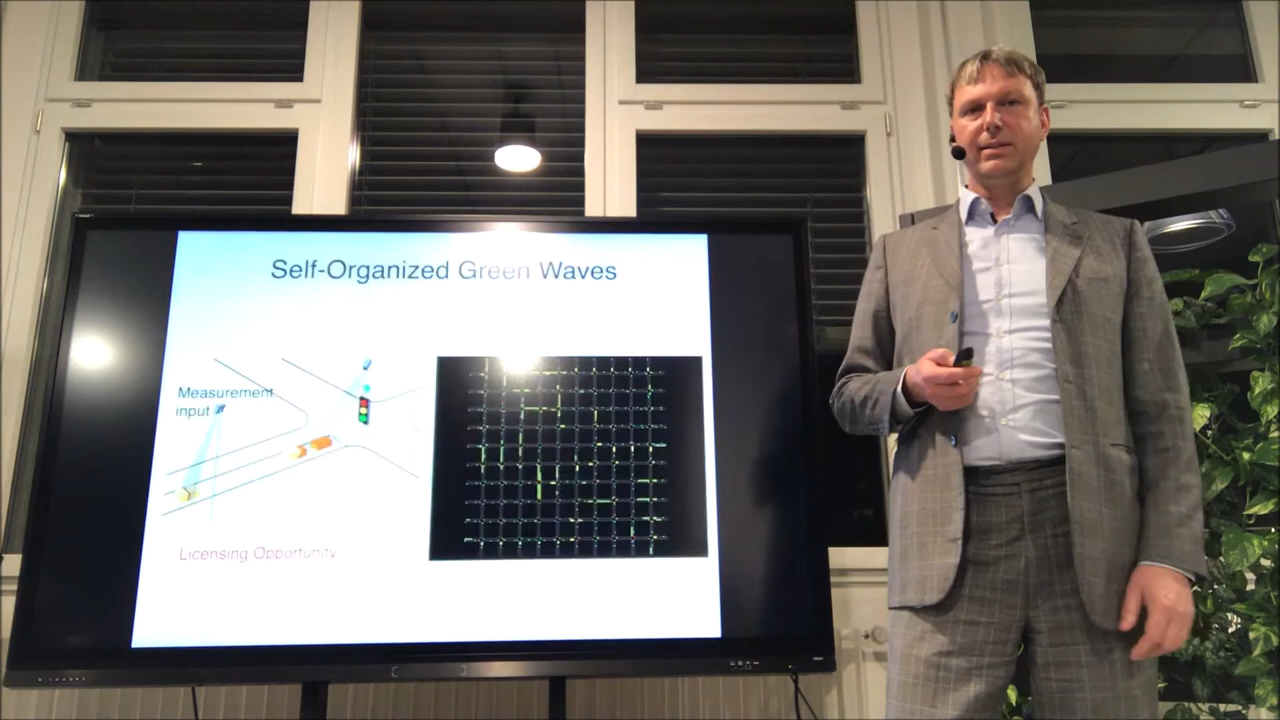 Self-Organized Green Waves
Measurement
input
Licensing Opportunity